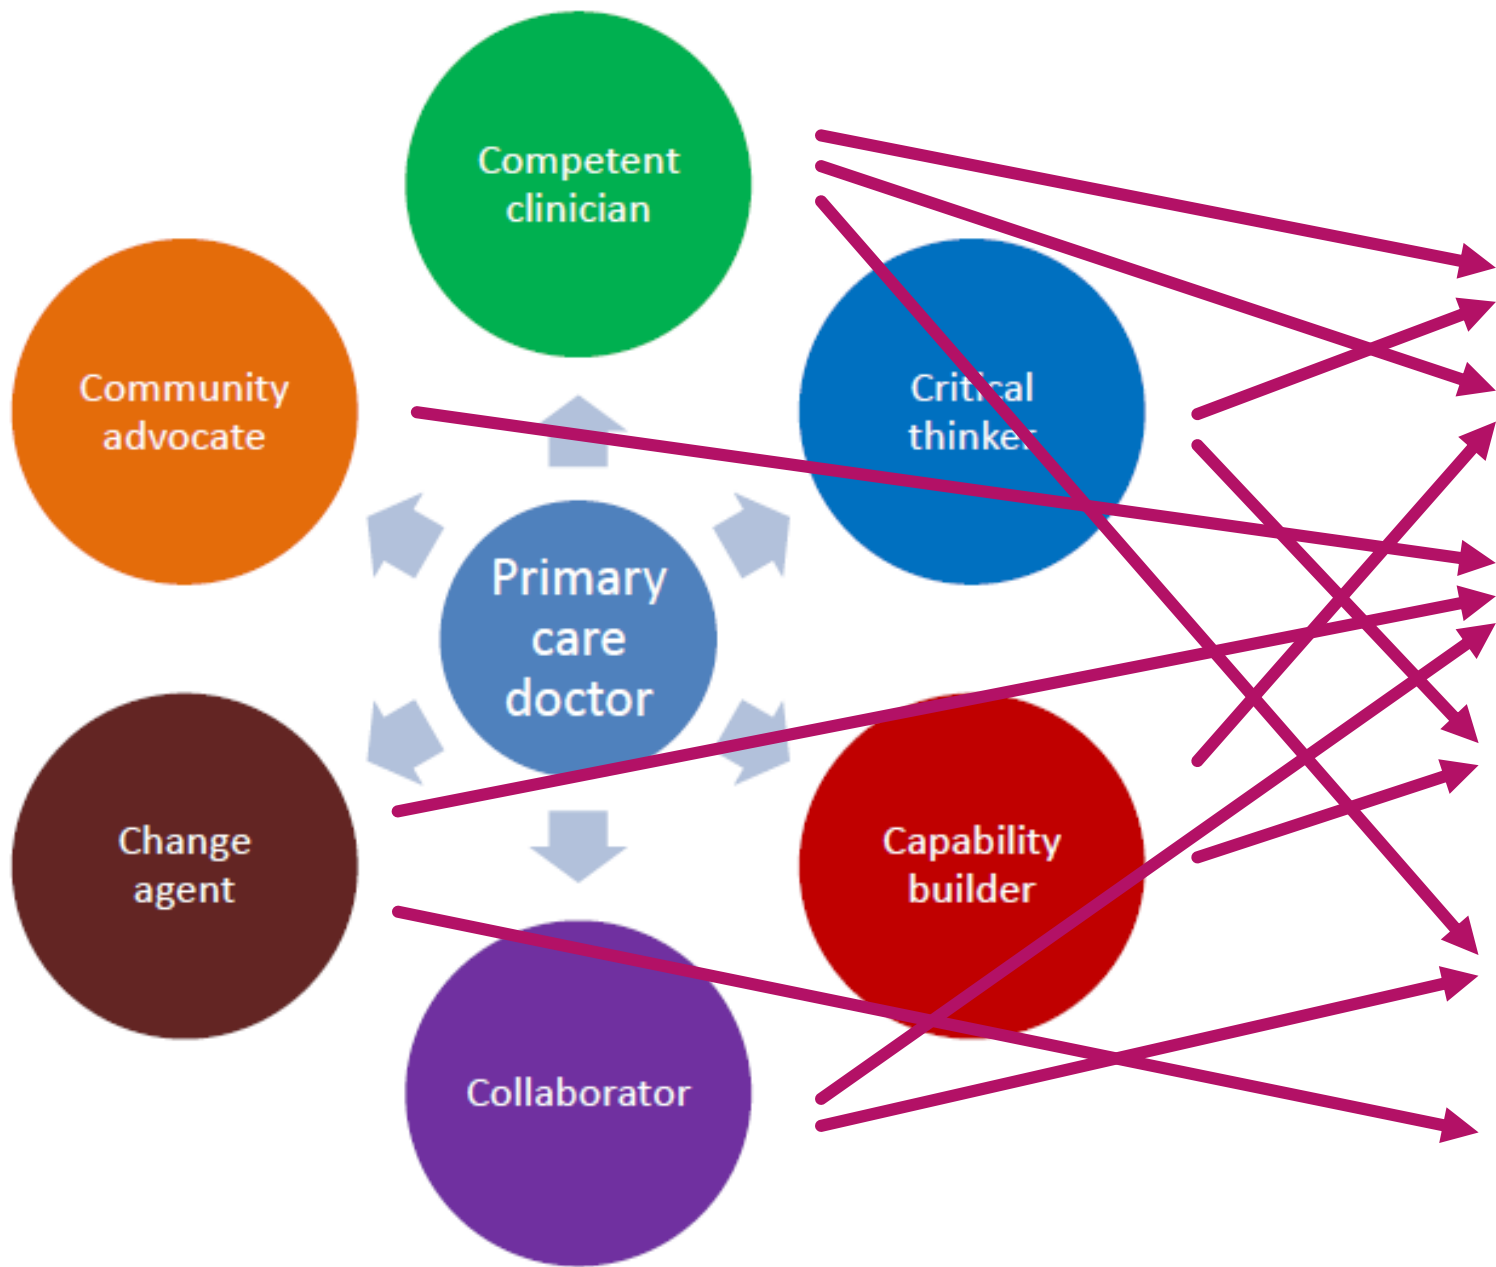 Competent
clinician
Community
advocate
Critical
thinker
Primary
care
doctor
Change
agent
Capability
builder
Collaborator